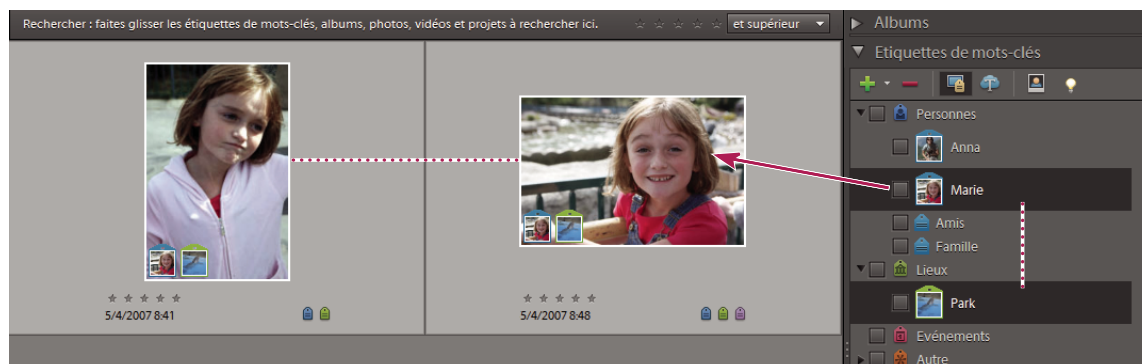 Rechercher : faites glisser les étiquettes de mots-clés, albums, photos, vidéos et projets à rechercher ici.
et supérieur
Albums
Etiquettes de mots-clés
Personnes
Anna
Marie
Amis
Famille
Lieux
Park
Evénements
Autre
5/4/2007 8:41
5/4/2007 8:48